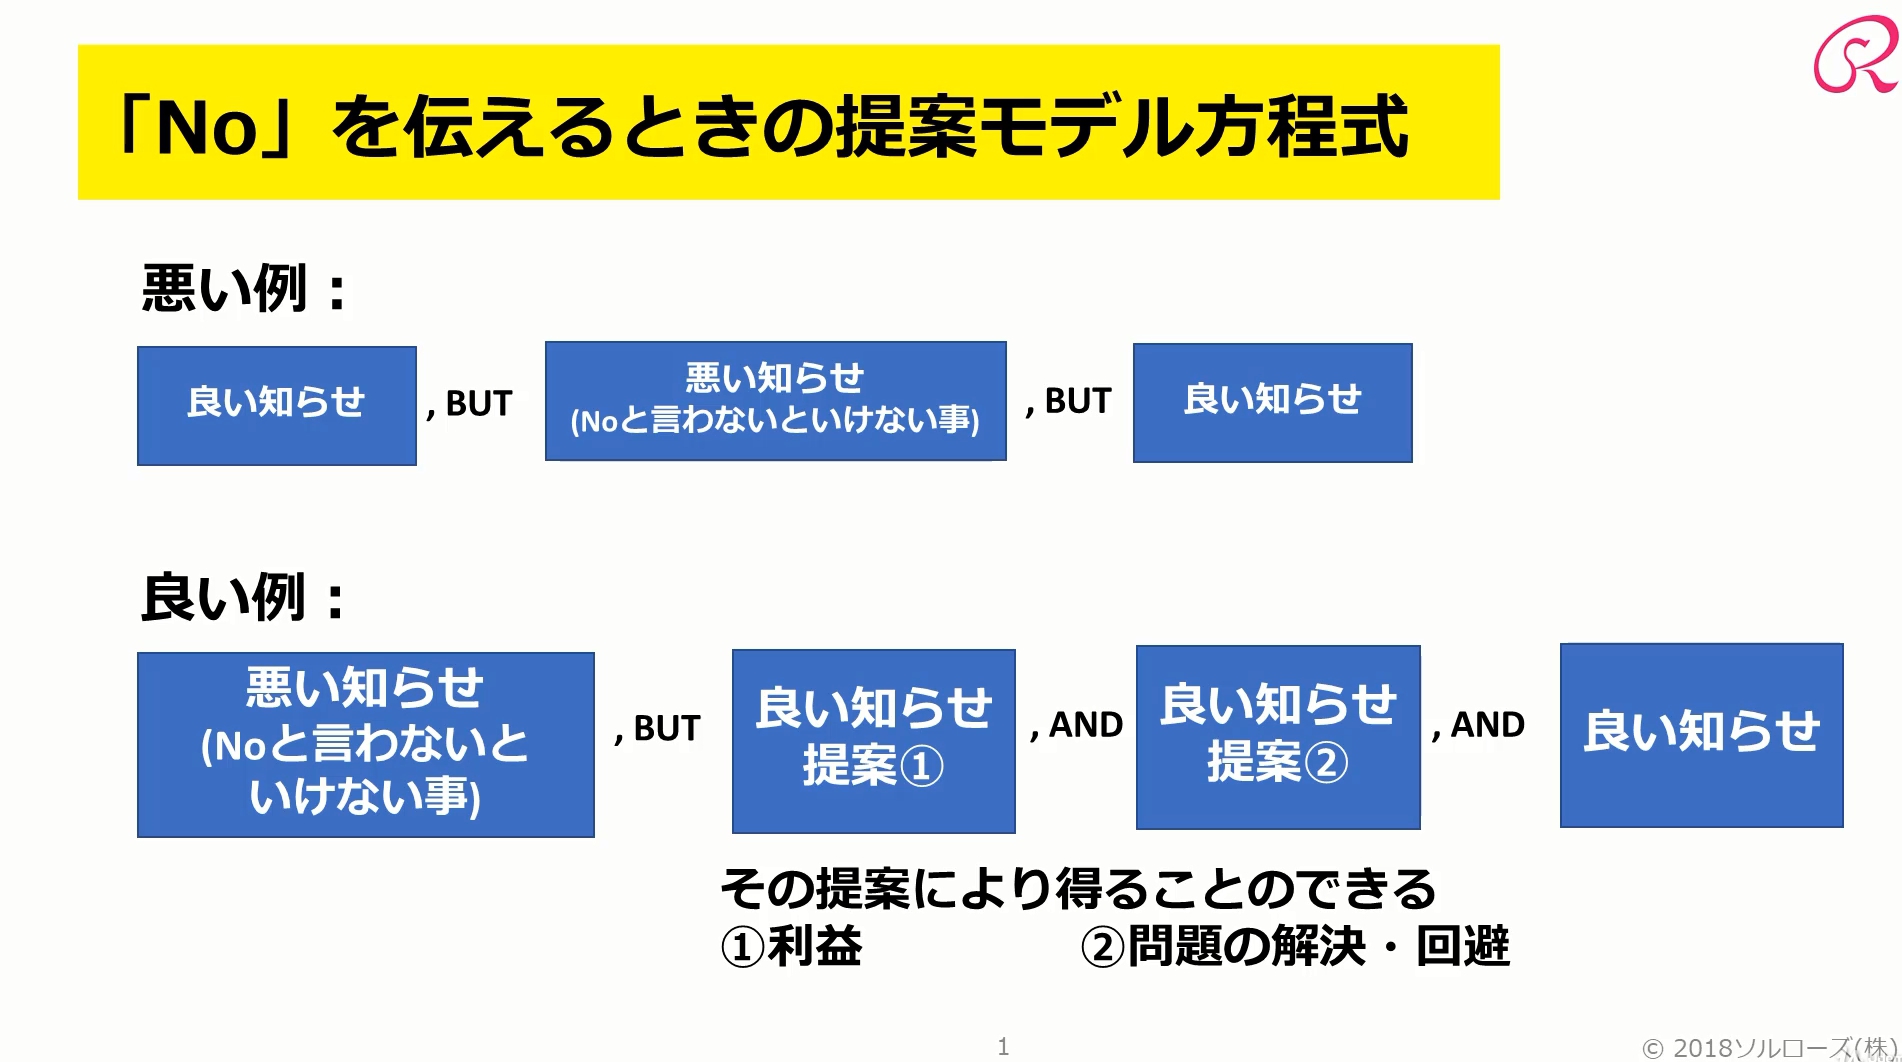 「No」を伝えるときの提案モデル方程式
悪い例：
良い知らせ
, BUT
悪い知らせ
(Noと言わないといけない事)
, BUT
良い知らせ
良い例：
悪い知らせ
(Noと言わないと
いけない事)
, BUT
良い知らせ
提案①
, AND
良い知らせ
提案②
, AND
良い知らせ
その提案により得ることのできる
①利益 ②問題の解決・回避
1
© 2018ソルローズ(株)